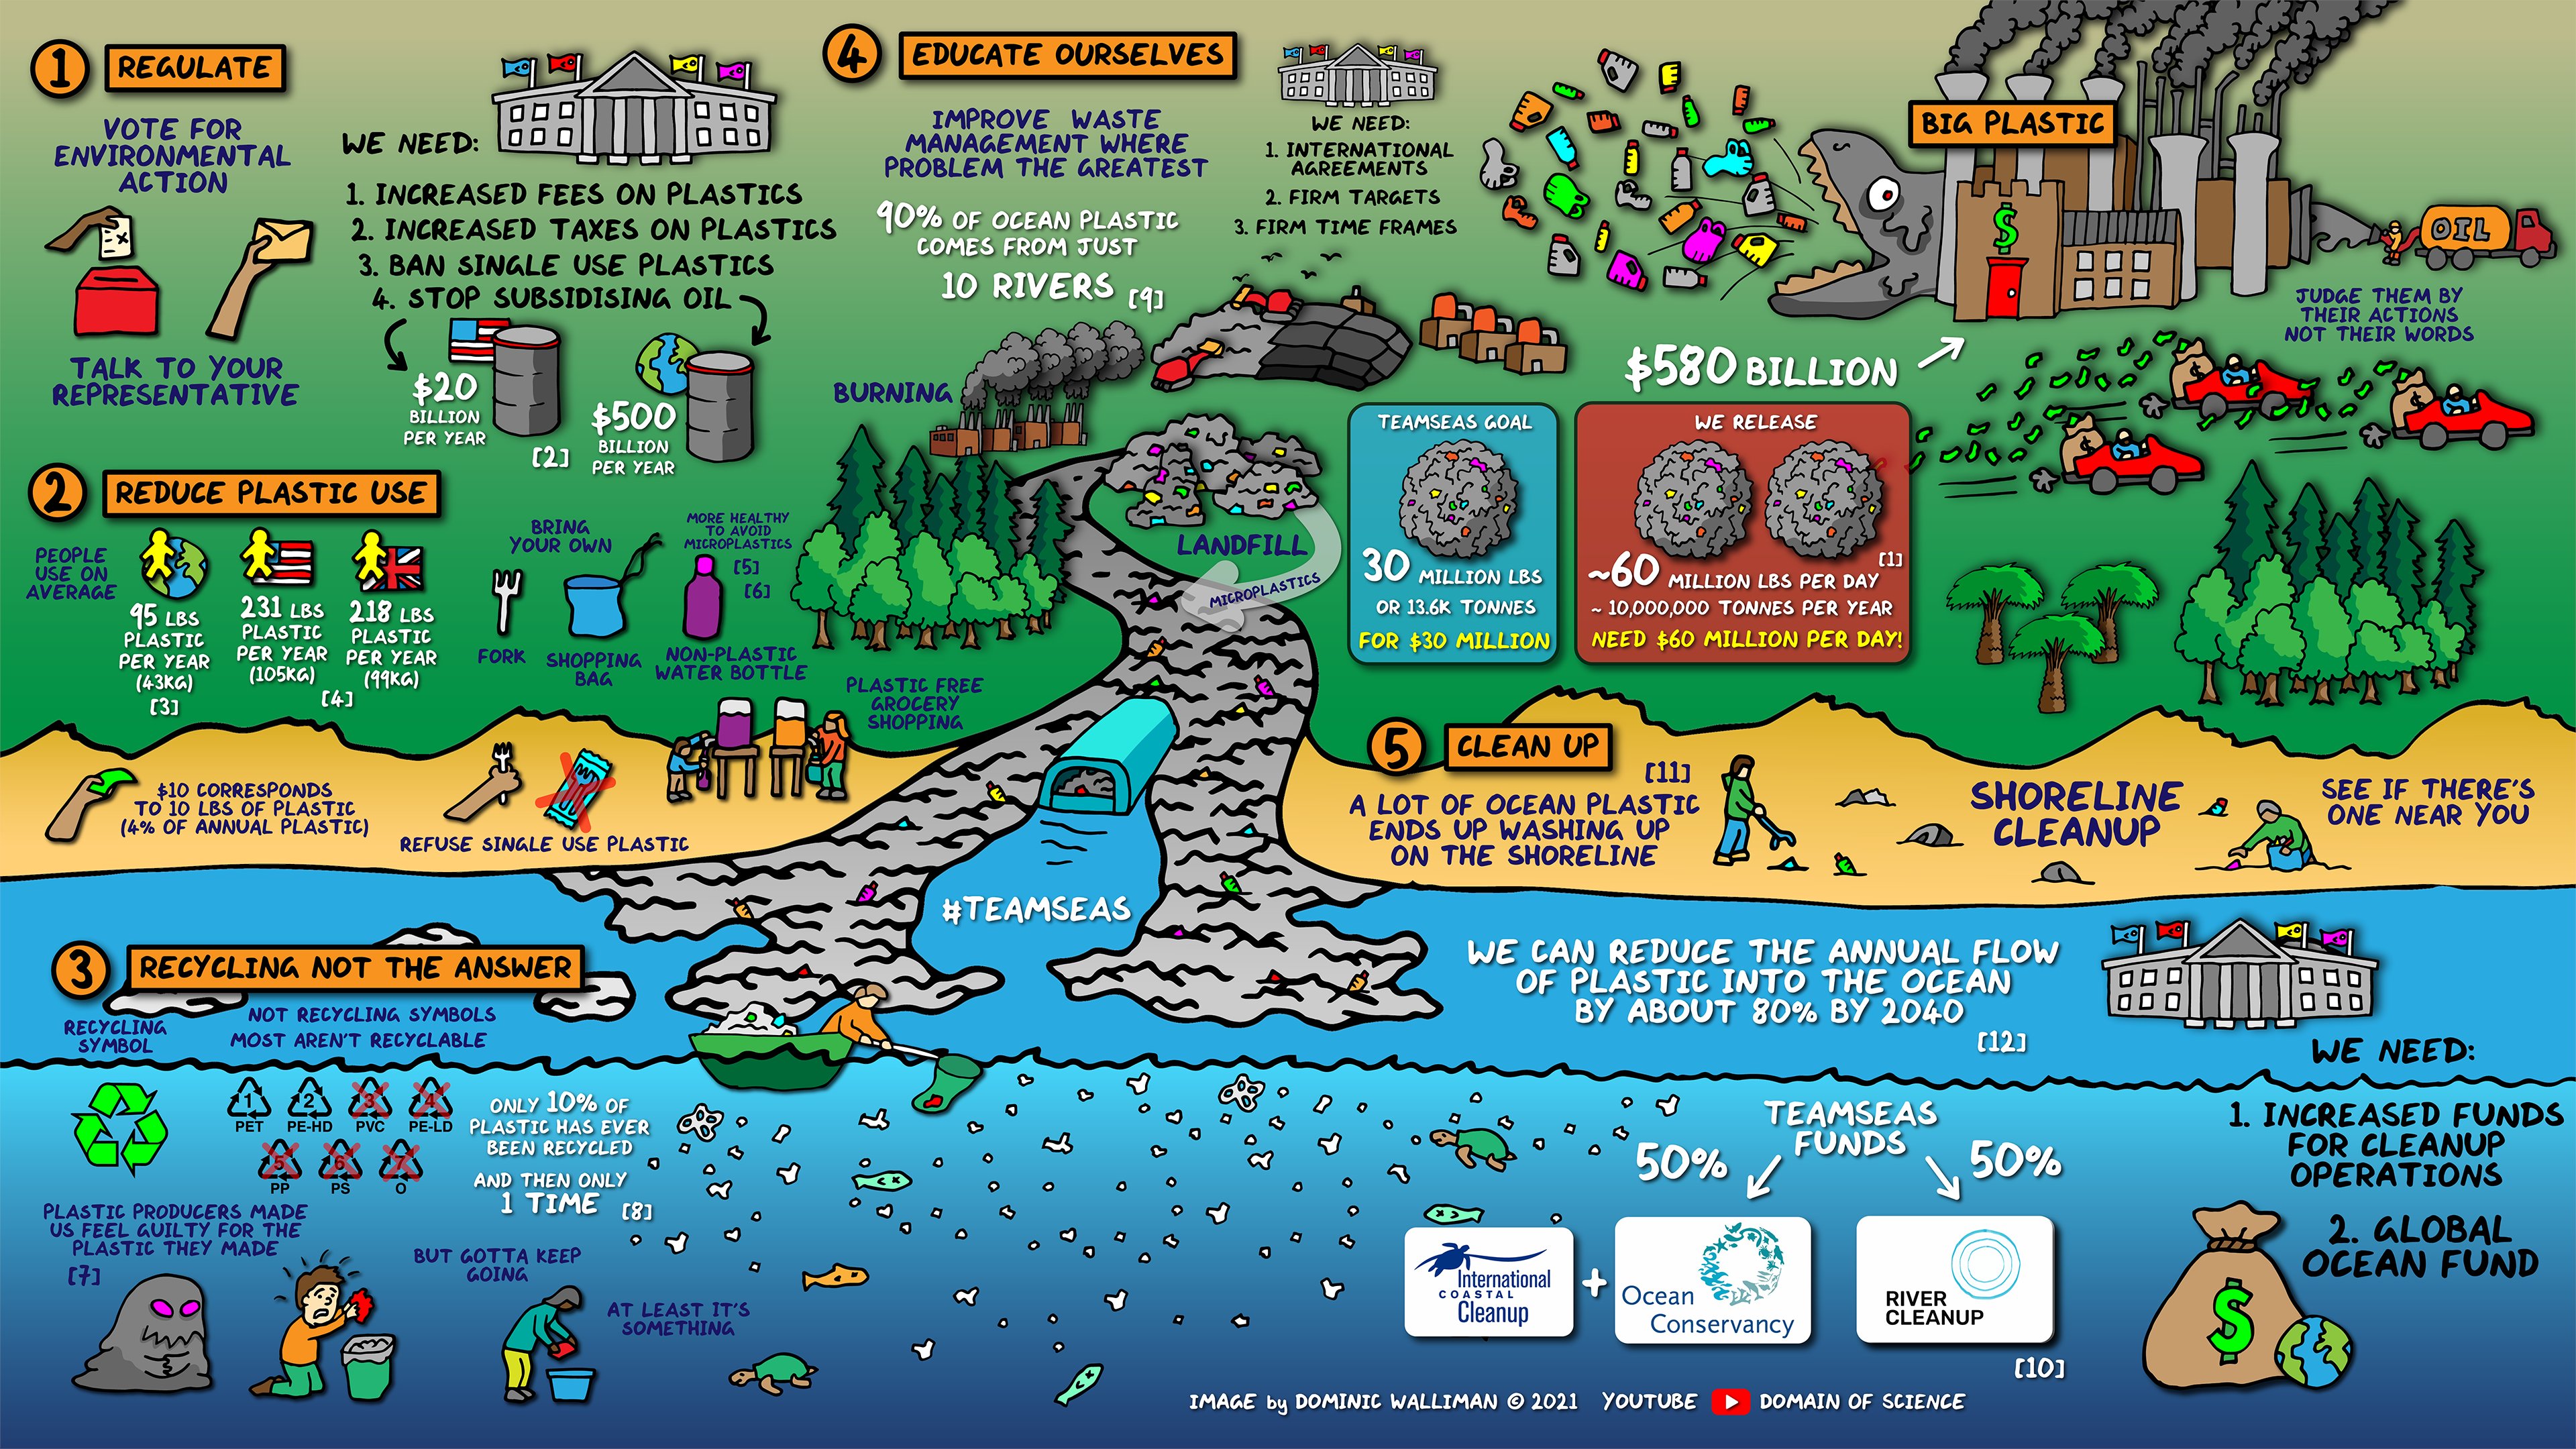 1 REGULATE
VOTE FOR
ENVIRONMENTAL
ACTION
TALK TO YOUR
REPRESENTATIVE
WE NEED:
1. INCREASED FEES ON PLASTICS
2. INCREASED TAXES ON PLASTICS
3. BAN SINGLE USE PLASTICS
4. STOP SUBSIDISING OIL
$20
BILLION
PER YEAR
[2]
$500
BILLION
PER YEAR
2 REDUCE PLASTIC USE
PEOPLE
USE ON
AVERAGE
95 LBS
PLASTIC
PER YEAR
(43KG)
[3]
231 LBS
PLASTIC
PER YEAR
(105KG)
218 LBS
PLASTIC
PER YEAR
(99KG)
[4]
BRING
YOUR OWN
FORK
SHOPPING
BAG
MORE HEALTHY
TO AVOID
MICROPLASTICS
[5]
[6]
NON-PLASTIC
WATER BOTTLE
PLASTIC FREE
GROCERY
SHOPPING
$10 CORRESPONDS
TO 10 LBS OF PLASTIC
(4% OF ANNUAL PLASTIC)
REFUSE SINGLE USE PLASTIC
3 RECYCLING NOT THE ANSWER
RECYCLING
SYMBOL
NOT RECYCLING SYMBOLS
MOST AREN'T RECYCLABLE
1 2 3 4
PET PE-HD PVC PE-LD
5 6 7
PP PS O
ONLY 10% OF
PLASTIC HAS EVER
BEEN RECYCLED
AND THEN ONLY
1 TIME [8]
PLASTIC PRODUCERS MADE
US FEEL GUILTY FOR THE
PLASTIC THEY MADE
[7]
BUT GOTTA KEEP
GOING
AT LEAST IT'S
SOMETHING
4 EDUCATE OURSELVES
IMPROVE WASTE
MANAGEMENT WHERE
PROBLEM THE GREATEST
90% OF OCEAN PLASTIC
COMES FROM JUST
10 RIVERS [9]
WE NEED:
1. INTERNATIONAL
AGREEMENTS
2. FIRM TARGETS
3. FIRM TIME FRAMES
BURNING
LANDFILL
MICROPLASTICS
BIG PLASTIC
$
OIL
JUDGE THEM BY
THEIR ACTIONS
NOT THEIR WORDS
$580 BILLION
$
$
$
TEAMSEAS GOAL
30 MILLION LBS
OR 13.6K TONNES
FOR $30 MILLION
WE RELEASE
[1]
~60 MILLION LBS PER DAY
~ 10,000,000 TONNES PER YEAR
NEED $60 MILLION PER DAY!
#TEAMSEAS
5 CLEAN UP
[11]
A LOT OF OCEAN PLASTIC
ENDS UP WASHING UP
ON THE SHORELINE
SHORELINE
CLEANUP
SEE IF THERE'S
ONE NEAR YOU
WE CAN REDUCE THE ANNUAL FLOW
OF PLASTIC INTO THE OCEAN
BY ABOUT 80% BY 2040
[12]
WE NEED:
1. INCREASED FUNDS
FOR CLEANUP
OPERATIONS
2. GLOBAL
OCEAN FUND
$
TEAMSEAS
FUNDS
50% 50%
International
COASTAL
Cleanup
+
Ocean
Conservancy
RIVER
CLEANUP
[10]
IMAGE by DOMINIC WALLIMAN © 2021 YOUTUBE DOMAIN OF SCIENCE